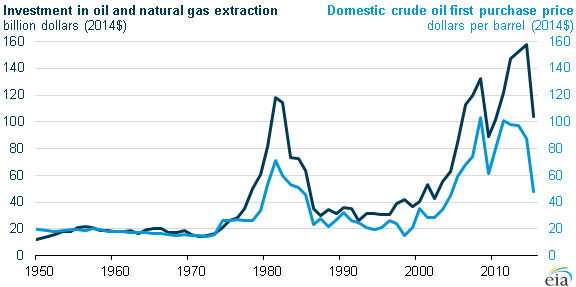 Investment in oil and natural gas extraction
billion dollars (2014$)
Domestic crude oil first purchase price
dollars per barrel (2014$)
160 160
140 140
120 120
100 100
80 80
60 60
40 40
20 20
0 0
1950 1960 1970 1980 1990 2000 2010
eia